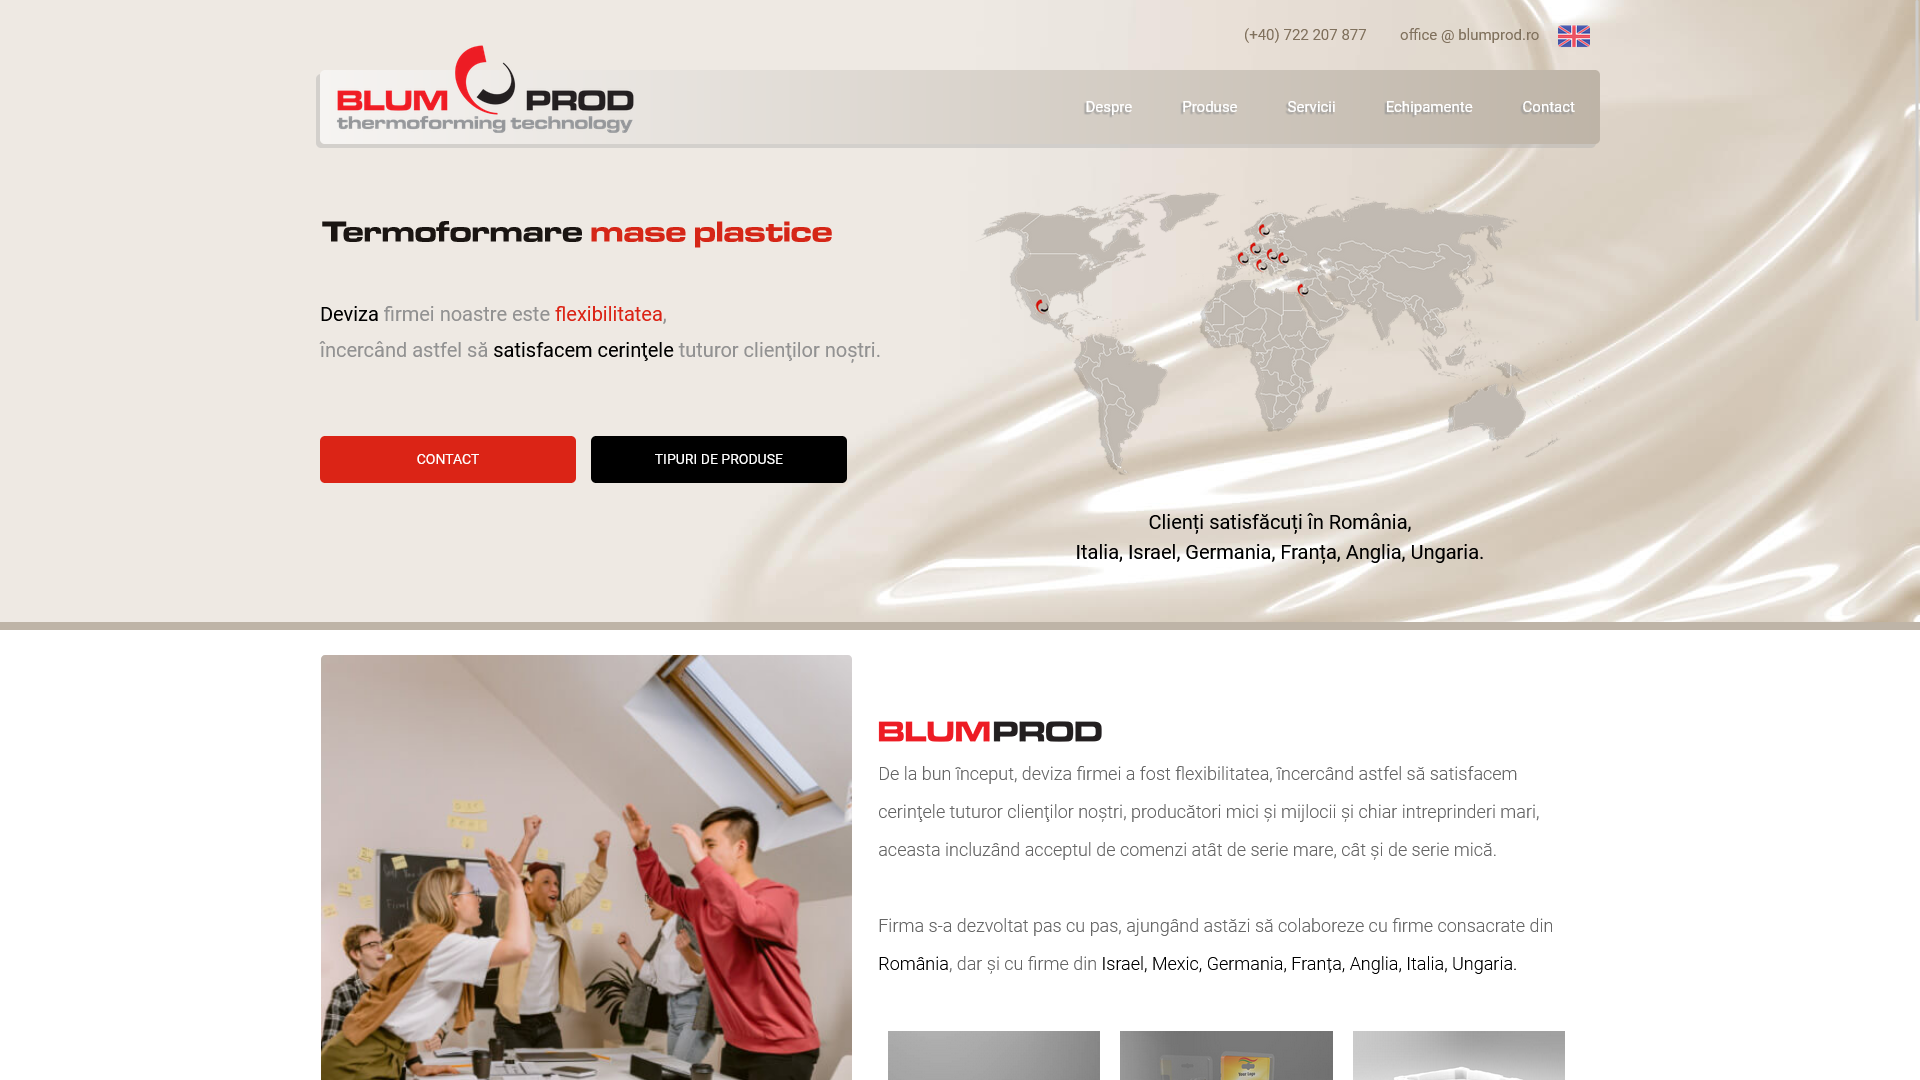 (+40) 722 207 877
office @ blumprod.ro
BLUM PROD
thermoforming technology
Despre
Produse
Servicii
Echipamente
Contact
Termoformare mase plastice
Deviza firmei noastre este flexibilitatea,
încercând astfel să satisfacem cerinţele tuturor clienţilor noştri.
CONTACT
TIPURI DE PRODUSE
Clienți satisfăcuți în România,
Italia, Israel, Germania, Franța, Anglia, Ungaria.
BLUMPROD
De la bun început, deviza firmei a fost flexibilitatea, încercând astfel să satisfacem
cerinţele tuturor clienţilor noştri, producători mici şi mijlocii şi chiar intreprinderi mari,
aceasta incluzând acceptul de comenzi atât de serie mare, cât şi de serie mică.
Firma s-a dezvoltat pas cu pas, ajungând astăzi să colaboreze cu firme consacrate din
România, dar şi cu firme din Israel, Mexic, Germania, Franța, Anglia, Italia, Ungaria.